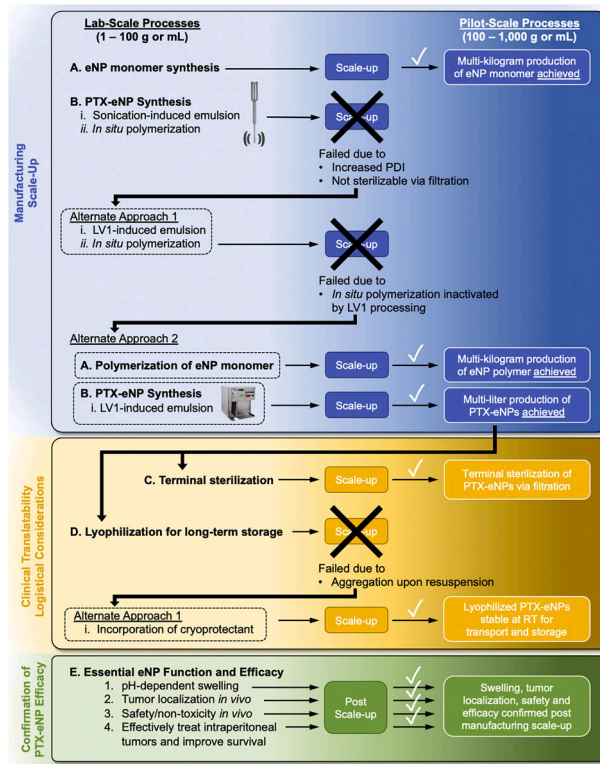 Lab-Scale Processes
(1 – 100 g or mL)
Pilot-Scale Processes
(100 – 1,000 g or mL)
Manufacturing
Scale-Up
A. eNP monomer synthesis
Scale-up
Multi-kilogram production
of eNP monomer achieved
B. PTX-eNP Synthesis
i. Sonication-induced emulsion
ii. In situ polymerization
Scale-up
Failed due to
• Increased PDI
• Not sterilizable via filtration
Alternate Approach 1
i. LV1-induced emulsion
ii. In situ polymerization
Scale-up
Failed due to
• In situ polymerization inactivated
by LV1 processing
Alternate Approach 2
A. Polymerization of eNP monomer
Scale-up
Multi-kilogram production
of eNP polymer achieved
B. PTX-eNP Synthesis
i. LV1-induced emulsion
Scale-up
Multi-liter production of
PTX-eNPs achieved
Clinical Translatability
Logistical Considerations
C. Terminal sterilization
Scale-up
Terminal sterilization of
PTX-eNPs via filtration
D. Lyophilization for long-term storage
Scale-up
Failed due to
• Aggregation upon resuspension
Alternate Approach 1
i. Incorporation of cryoprotectant
Scale-up
Lyophilized PTX-eNPs
stable at RT for
transport and storage
Confirmation of
PTX-eNP Efficacy
E. Essential eNP Function and Efficacy
1. pH-dependent swelling
2. Tumor localization in vivo
3. Safety/non-toxicity in vivo
4. Effectively treat intraperitoneal
tumors and improve survival
Post
Scale-up
Swelling, tumor
localization, safety and
efficacy confirmed post
manufacturing scale-up